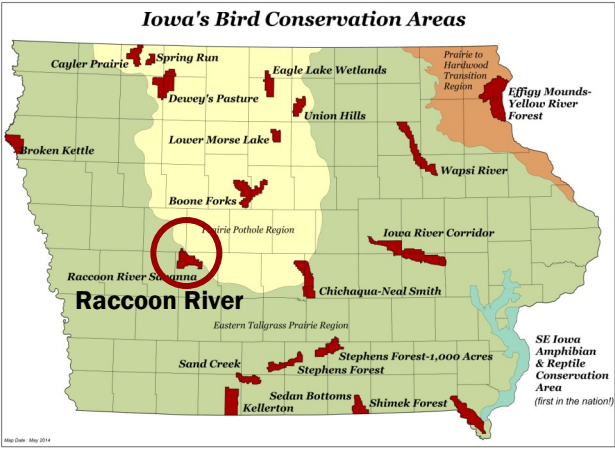 Iowa's Bird Conservation Areas
Cayler Prairie
Spring Run
Dewey's Pasture
Eagle Lake Wetlands
Union Hills
Prairie to
Hardwood
Transition
Region
Effigy Mounds-
Yellow River
Forest
Broken Kettle
Lower Morse Lake
Wapsi River
Boone Forks
Prairie Pothole Region
Iowa River Corridor
Raccoon River Savanna
Raccoon River
Chichaqua-Neal Smith
Eastern Tallgrass Prairie Region
Sand Creek
Stephens Forest-1,000 Acres
Stephens Forest
SE Iowa
Amphibian
& Reptile
Conservation
Area
(first in the nation!)
Kellerton
Sedan Bottoms
Shimek Forest
Map Date : May 2014